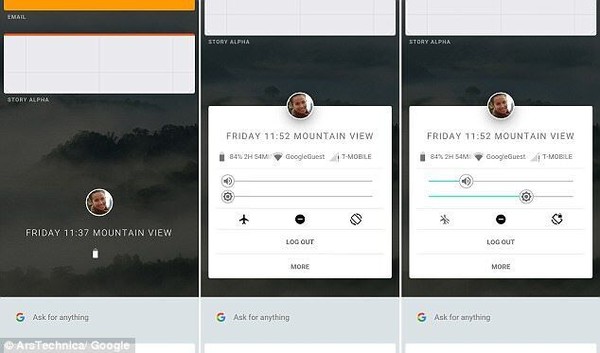 EMAIL
STORY ALPHA
FRIDAY 11:37 MOUNTAIN VIEW
Ask for anything
© ArsTechnica/ Google
STORY ALPHA
FRIDAY 11:52 MOUNTAIN VIEW
84% 2H 54M GoogleGuest T-MOBILE
LOG OUT
MORE
Ask for anything
STORY ALPHA
FRIDAY 11:52 MOUNTAIN VIEW
84% 2H 54M GoogleGuest T-MOBILE
LOG OUT
MORE
Ask for anything